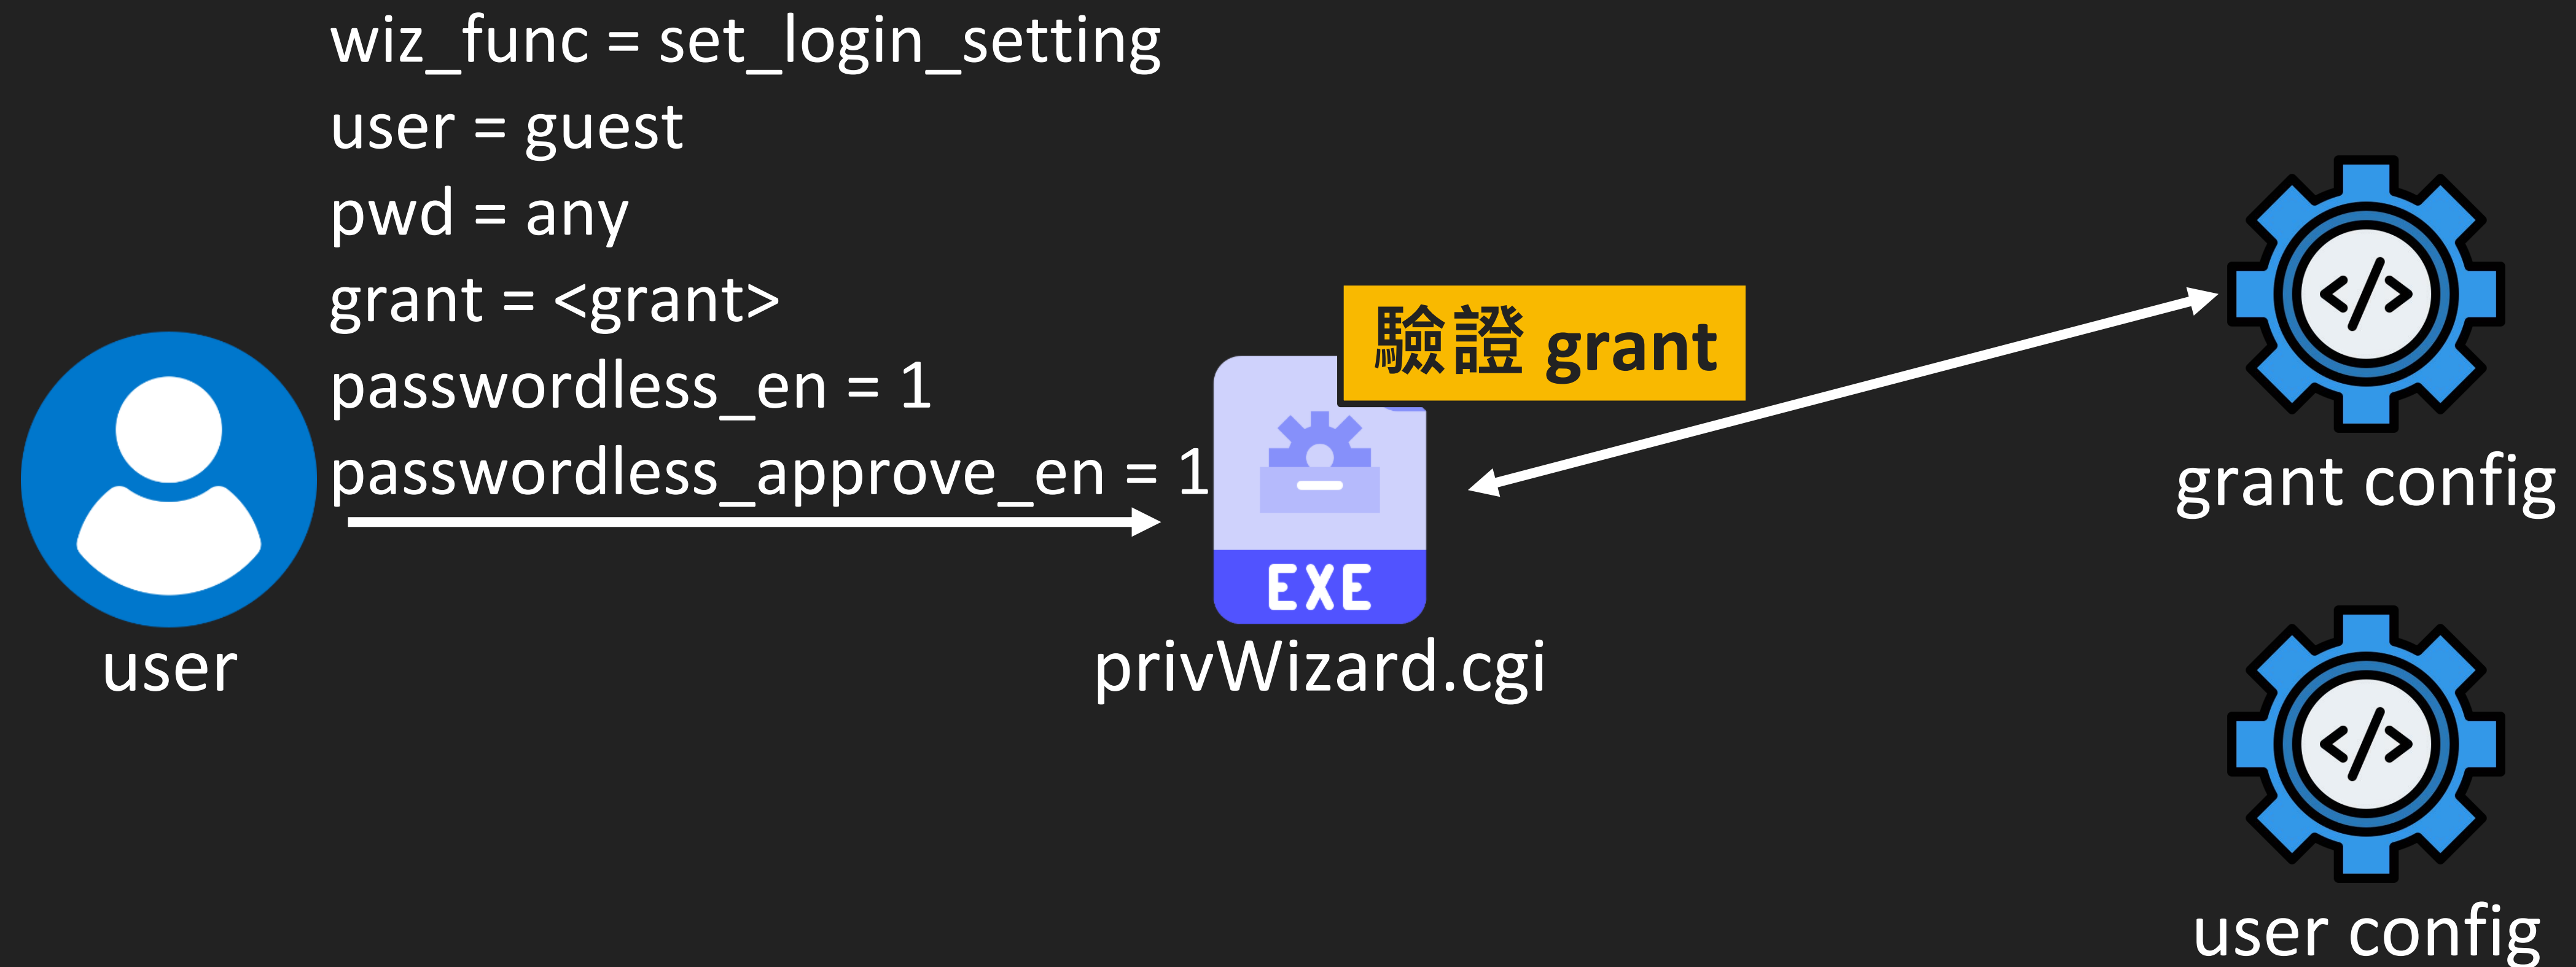 wiz_func = set_login_setting
user = guest
pwd = any
grant = <grant>
passwordless_en = 1
passwordless_approve_en = 1
user
驗證 grant
EXE
privWizard.cgi
</>
grant config
</>
user config